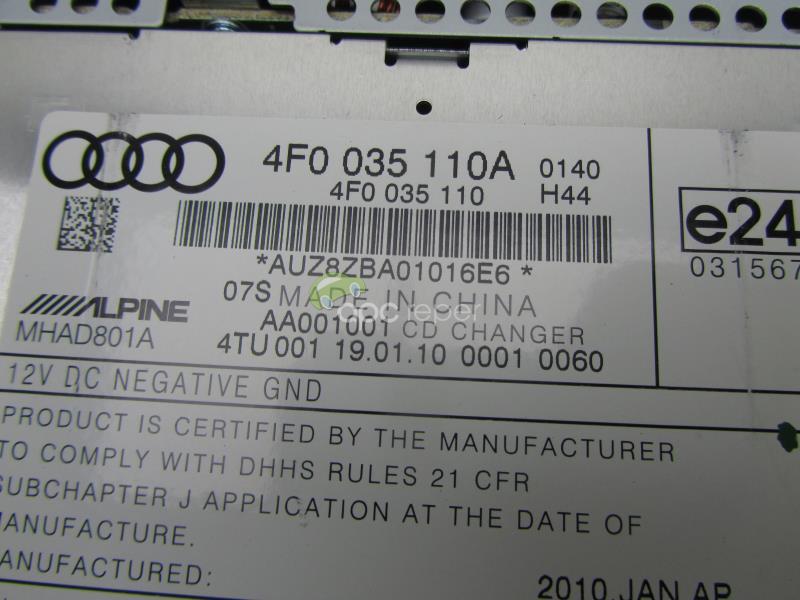 4F0 035 110A 0140
4F0 035 110 H44
e24
031567
*AUZ8ZBA01016E6*
07S MADE IN CHINA
ALPINE
MHAD801A
AA001001 CD CHANGER
4TU 001 19.01.10 0001 0060
12V DC NEGATIVE GND
PRODUCT IS CERTIFIED BY THE MANUFACTURER
TO COMPLY WITH DHHS RULES 21 CFR
SUBCHAPTER J APPLICATION AT THE DATE OF
MANUFACTURE.
MANUFACTURED:
2010.JAN.AP